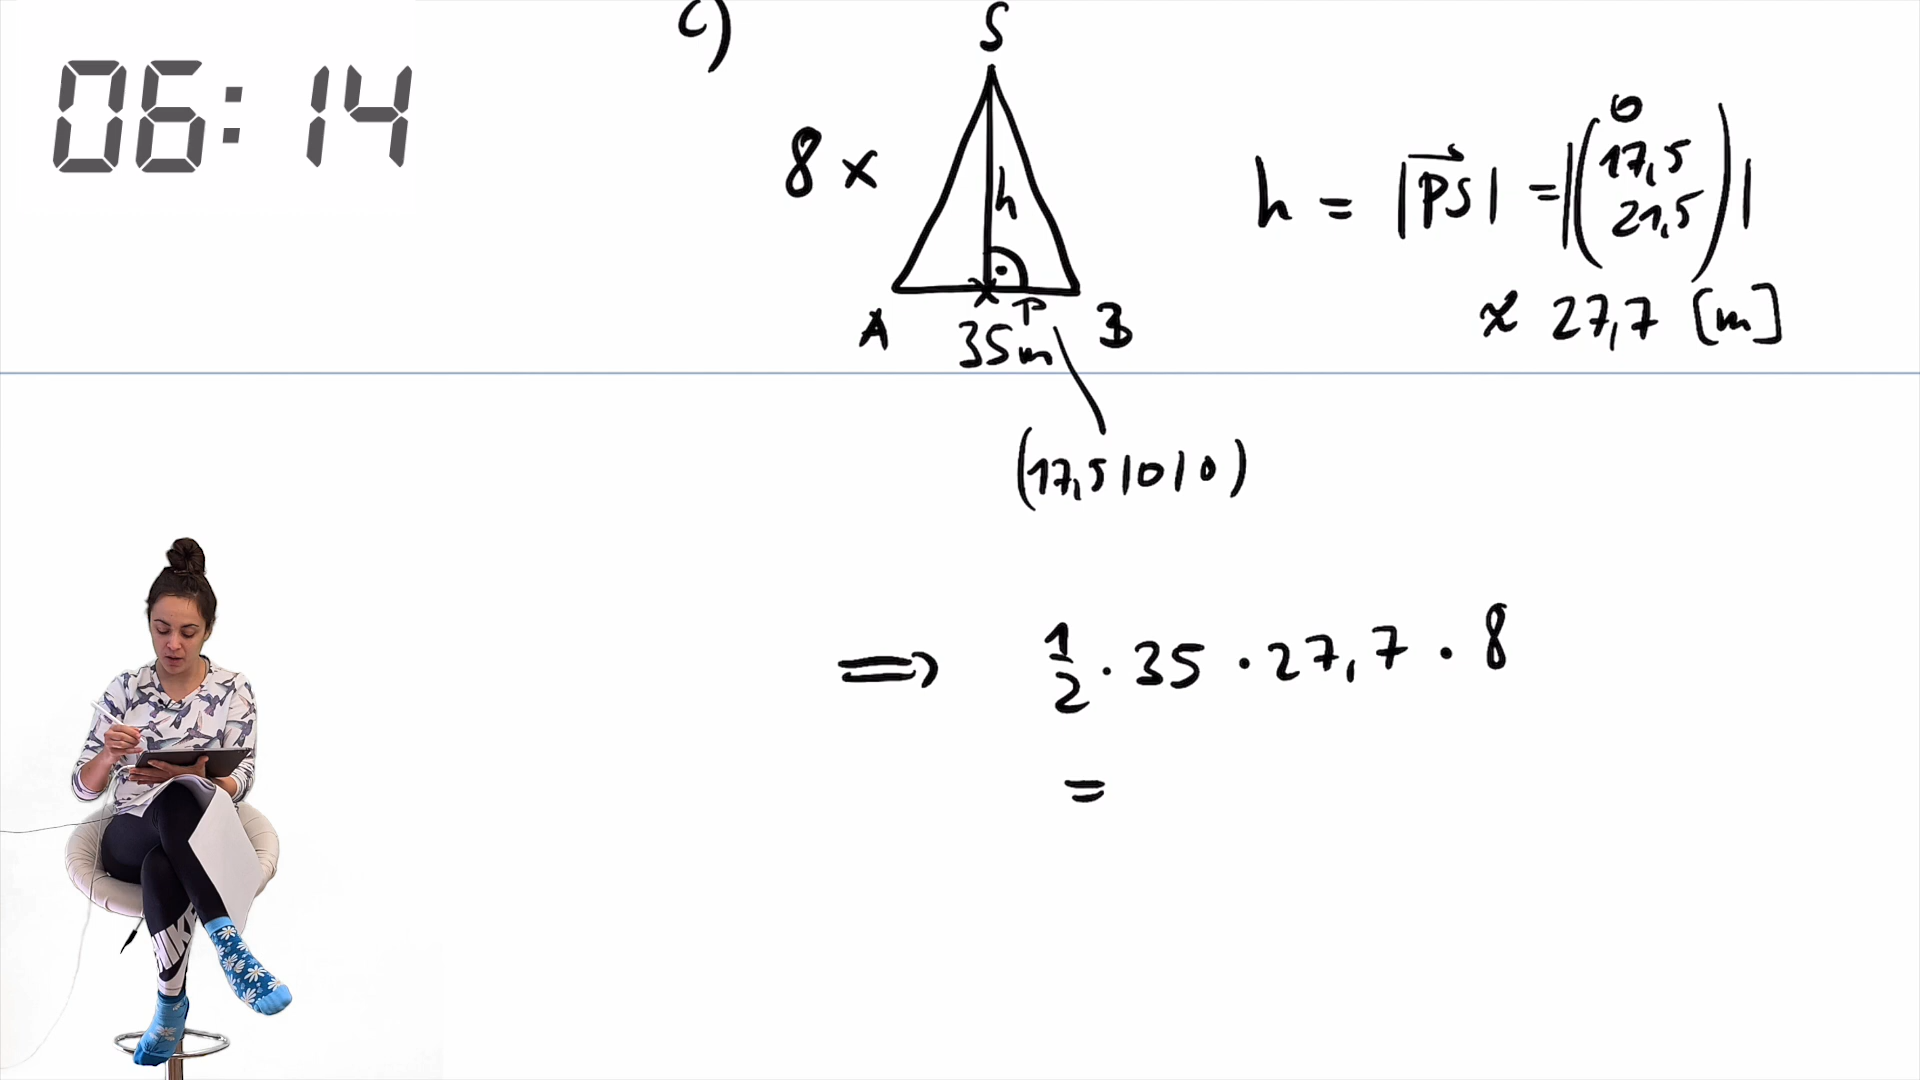 06:14
c)
S
8 x
h
A
P
B
35m
h = |PS| = |(0 17,5 21,5)|
≈ 27,7 [m]
(17,5|0|0)
⇒ 1/2 · 35 · 27,7 · 8
=
NIKE